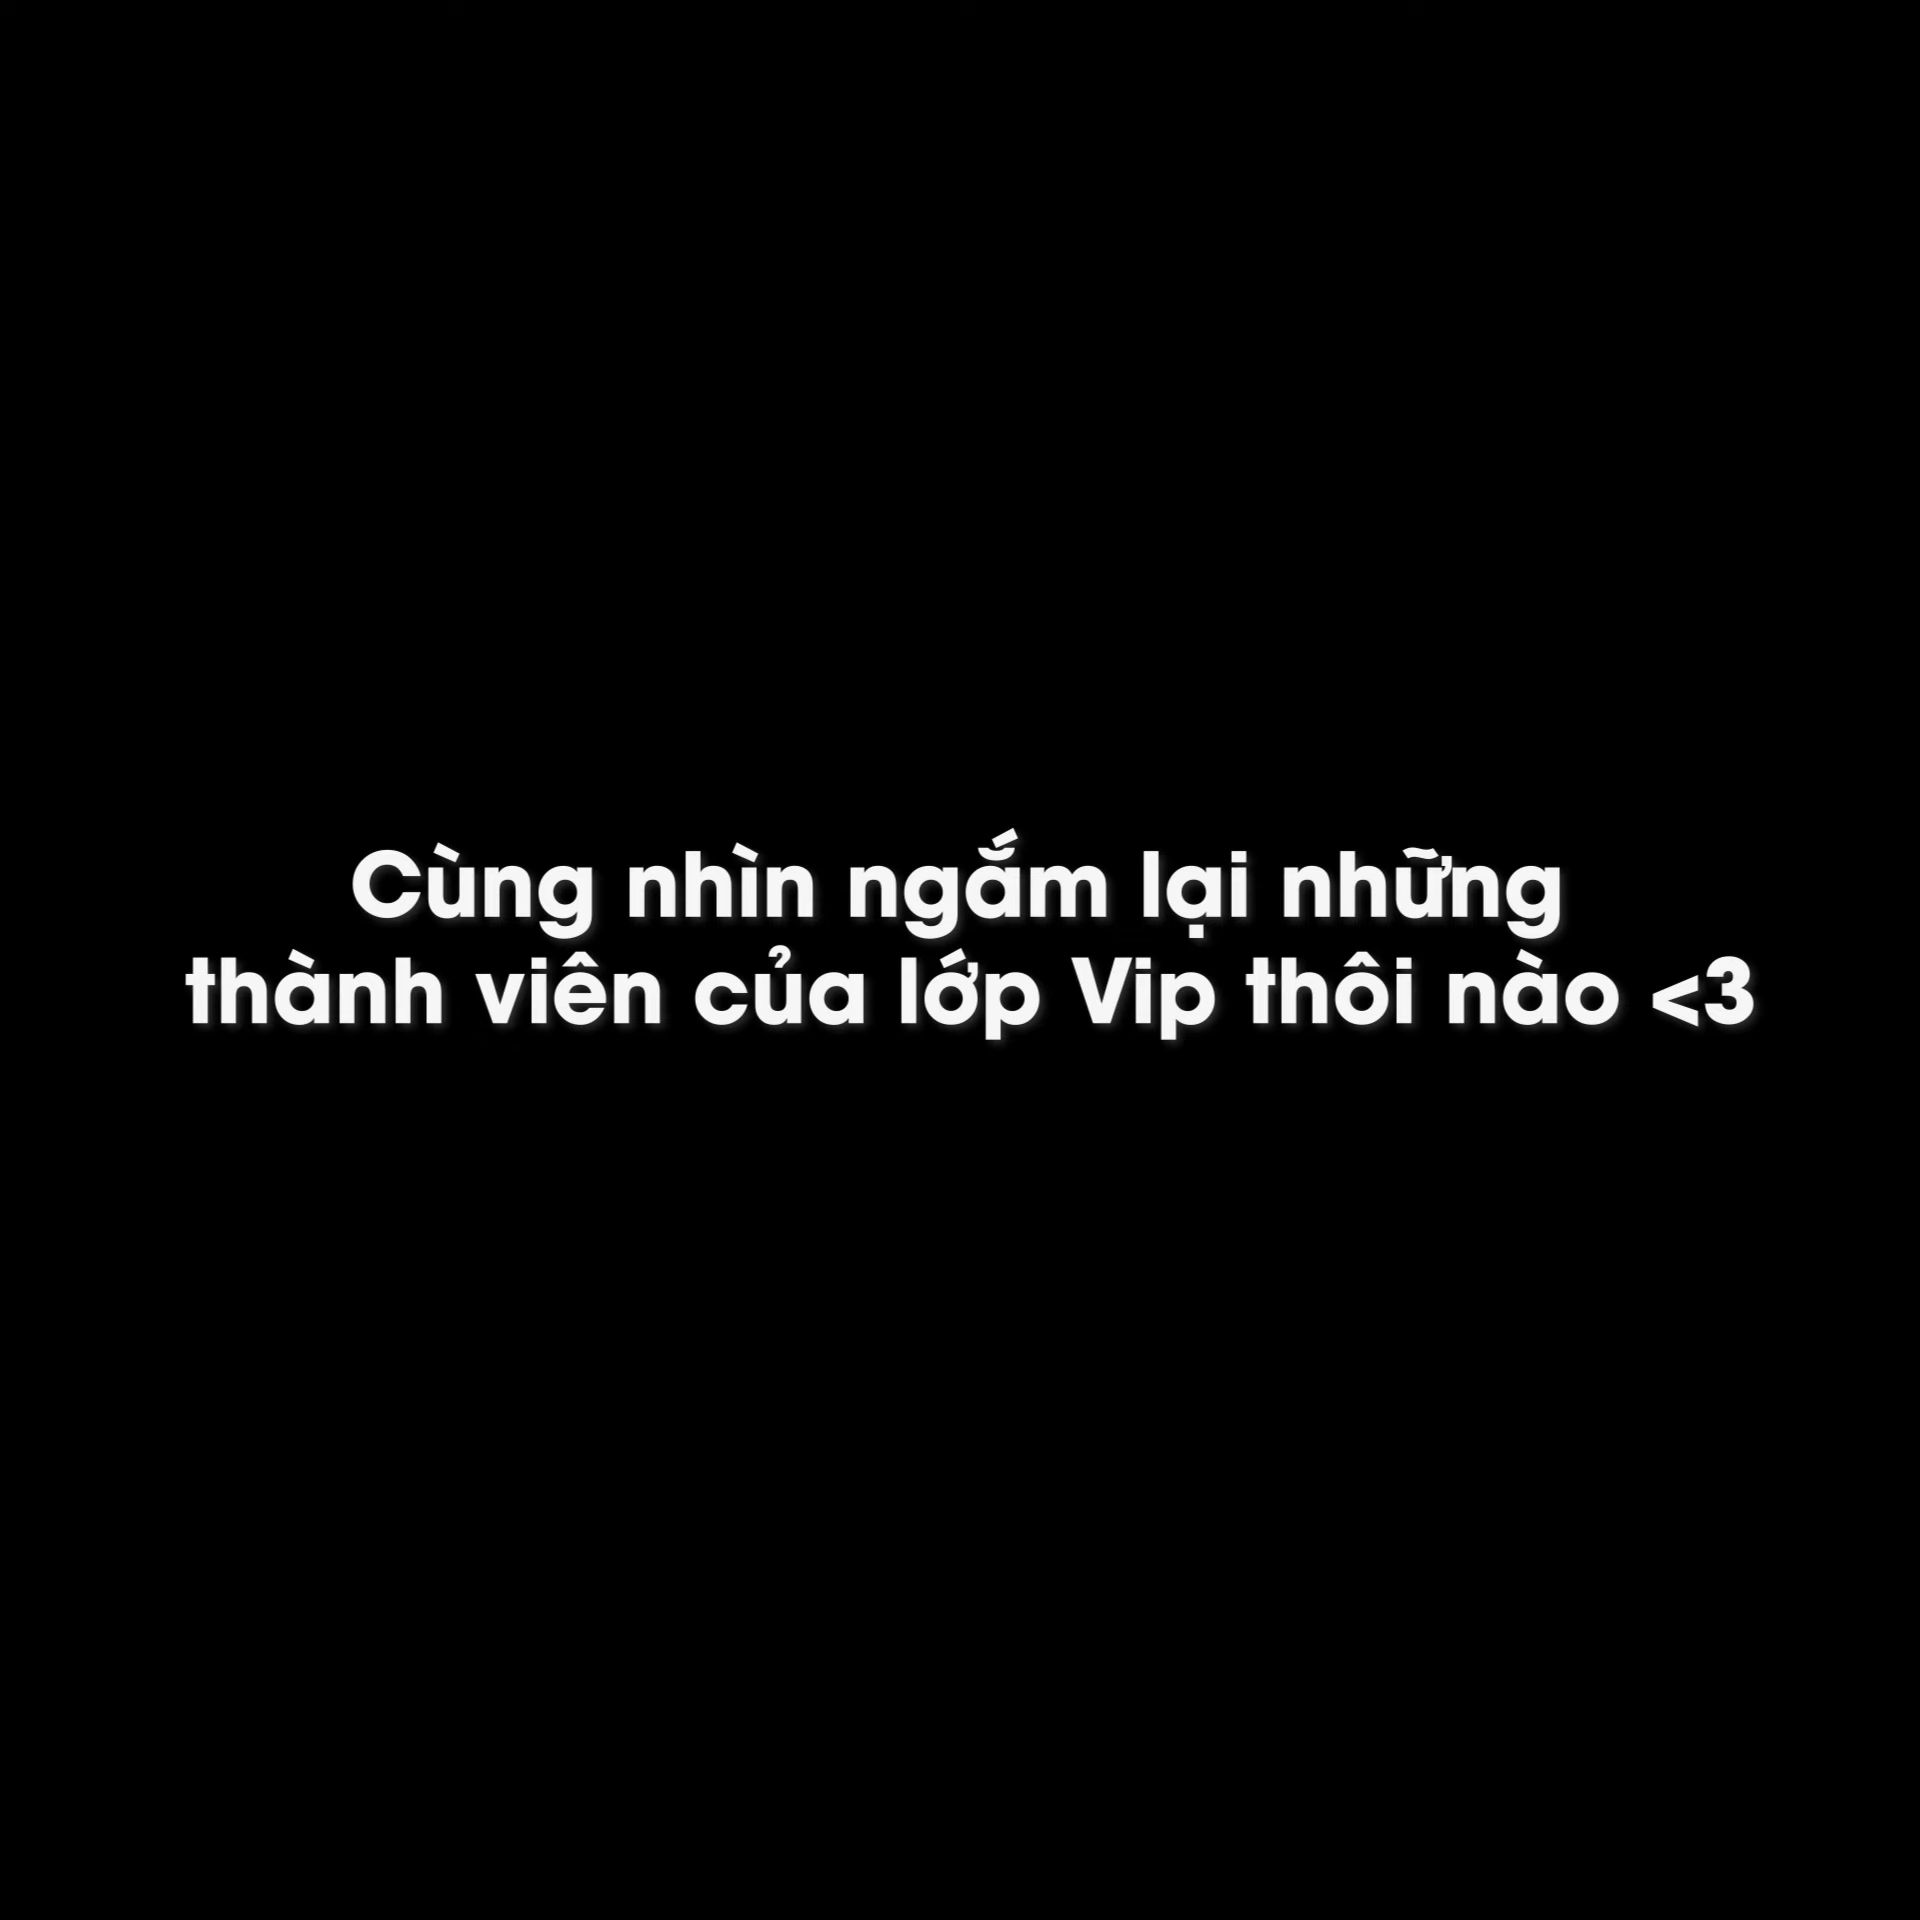 Cùng nhìn ngắm lại những
thành viên của lớp Vip thôi nào <3